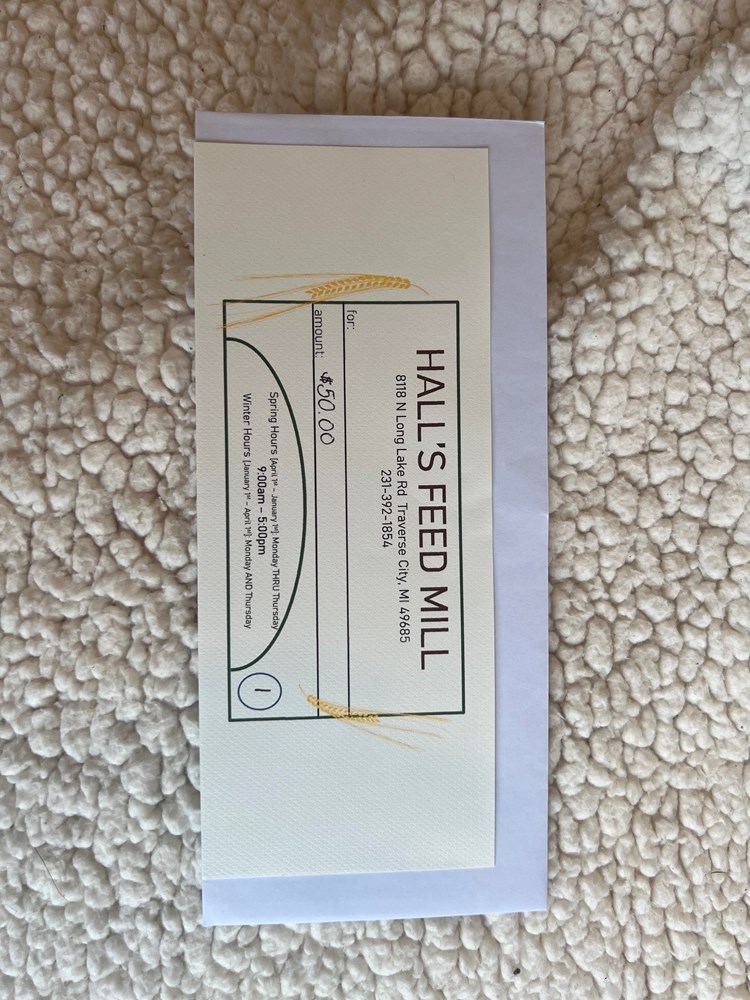 HALL'S FEED MILL
8118 N Long Lake Rd Traverse City, MI 49685
231-392-1854
for:
amount: $50.00
Spring Hours [April 1st - January 1st]: Monday THRU Thursday
9:00am – 5:00pm
Winter Hours [January 1st - April 1st]: Monday AND Thursday
1